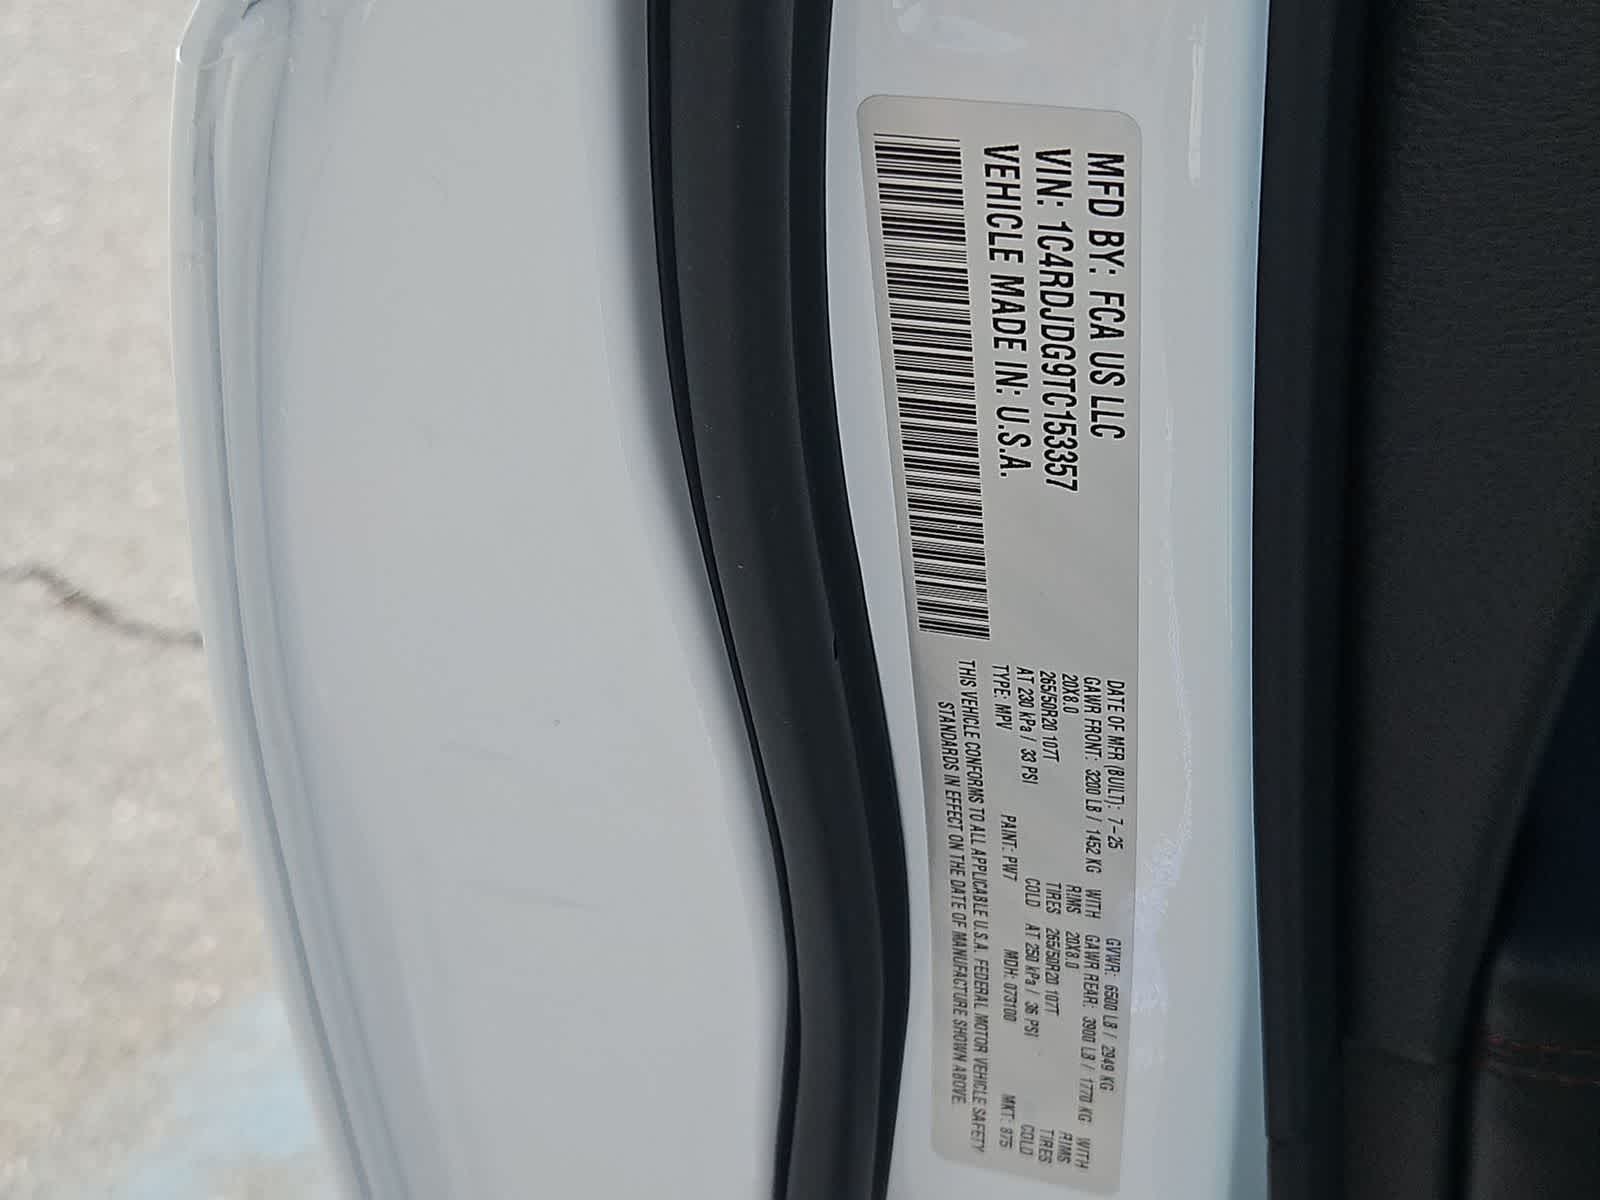 MFD BY: FCA US LLC
VIN: 1C4RDJDG9TC153357
VEHICLE MADE IN: U.S.A.
DATE OF MFR (BUILT): 7-25 GVWR: 6500 LB / 2949 KG
GAWR FRONT: 3200 LB / 1452 KG WITH GAWR REAR: 3900 LB / 1770 KG WITH
20X8.0 RIMS 20X8.0 RIMS
265/50R20 107T TIRES 265/50R20 107T TIRES
AT 230 kPa / 33 PSI COLD AT 250 kPa / 36 PSI COLD
TYPE: MPV PAINT: PW7 MDH: 073100 MKT: 875
THIS VEHICLE CONFORMS TO ALL APPLICABLE U.S.A. FEDERAL MOTOR VEHICLE SAFETY
STANDARDS IN EFFECT ON THE DATE OF MANUFACTURE SHOWN ABOVE.